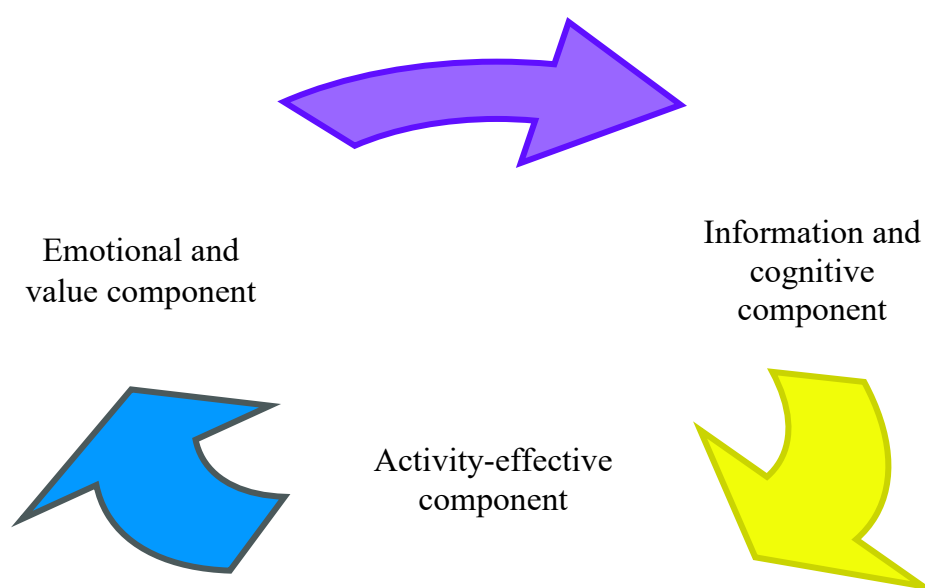 Emotional and
value component
Information and
cognitive
component
Activity-effective
component